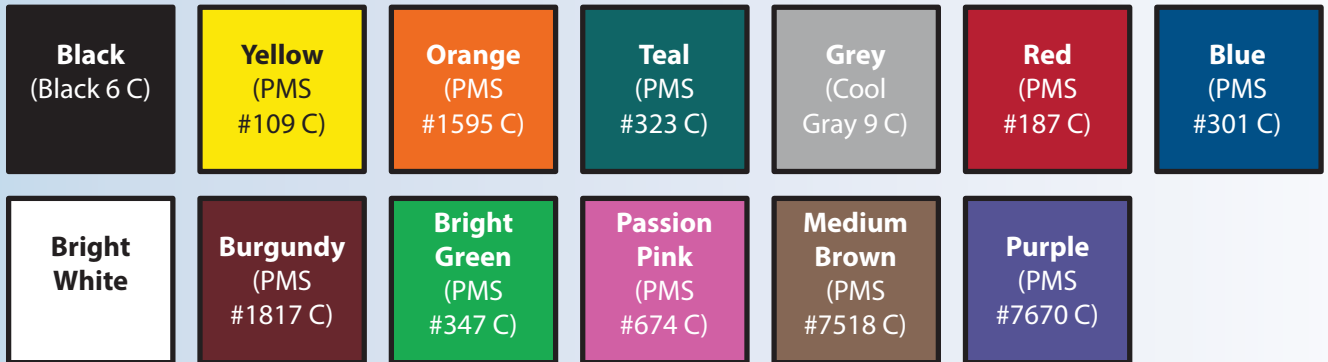 Black
(Black 6 C)
Yellow
(PMS
#109 C)
Orange
(PMS
#1595 C)
Teal
(PMS
#323 C)
Grey
(Cool
Gray 9 C)
Red
(PMS
#187 C)
Blue
(PMS
#301 C)
Bright
White
Burgundy
(PMS
#1817 C)
Bright
Green
(PMS
#347 C)
Passion
Pink
(PMS
#674 C)
Medium
Brown
(PMS
#7518 C)
Purple
(PMS
#7670 C)